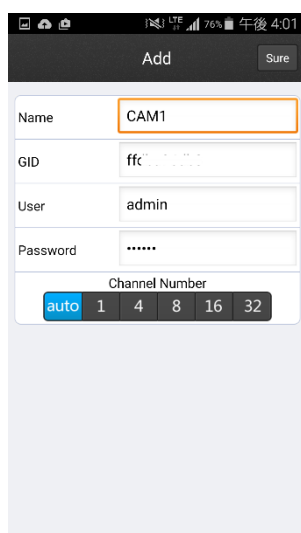 LTE 76% 午後 4:01
Add Sure
Name CAM1
GID
User admin
Password ••••••
Channel Number
auto 1 4 8 16 32